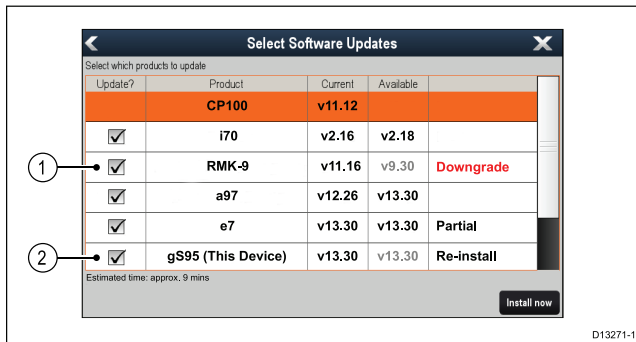 Select Software Updates
Select which products to update
Update? Product Current Available
CP100 v11.12
i70 v2.16 v2.18
1 RMK-9 v11.16 v9.30 Downgrade
a97 v12.26 v13.30
e7 v13.30 v13.30 Partial
2 gS95 (This Device) v13.30 v13.30 Re-install
Estimated time: approx. 9 mins
Install now
D13271-1